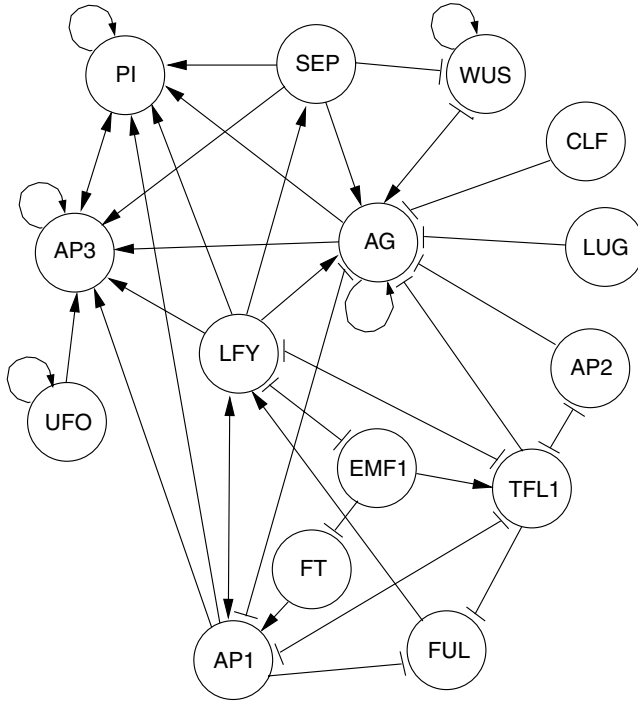 PI
SEP
WUS
CLF
AP3
AG
LUG
LFY
AP2
UFO
EMF1
TFL1
FT
AP1
FUL